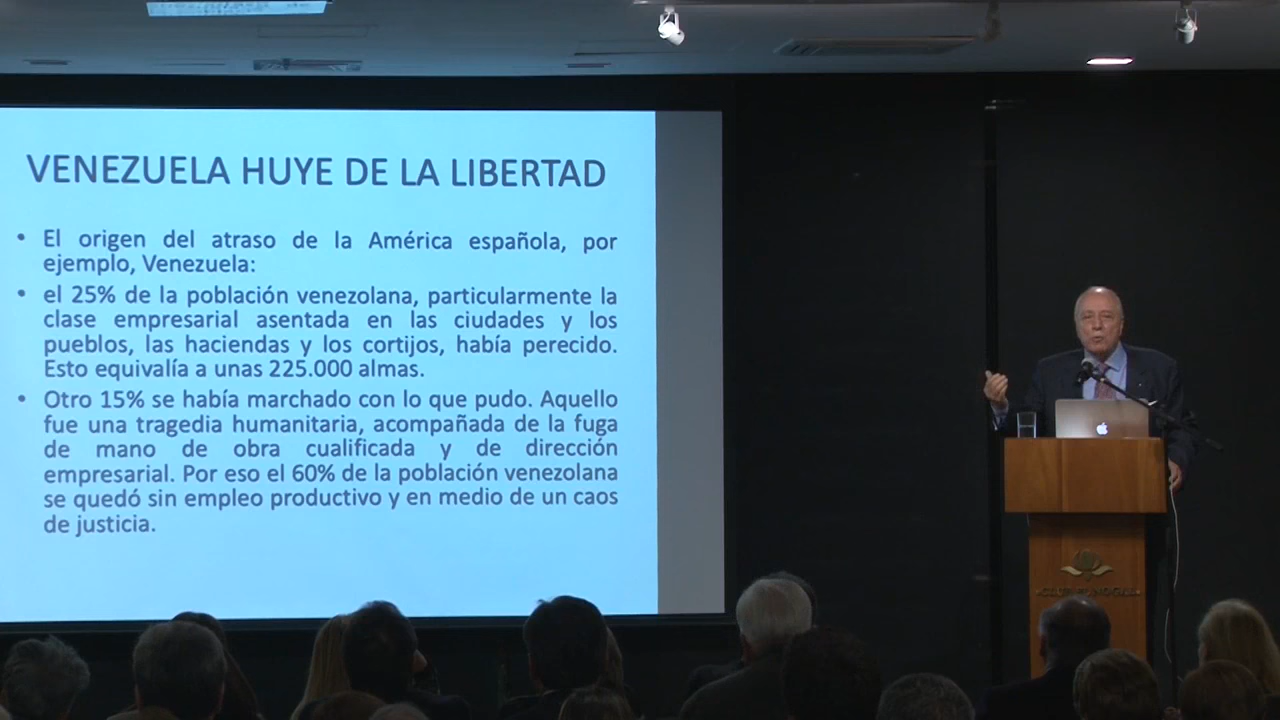 VENEZUELA HUYE DE LA LIBERTAD
• El origen del atraso de la América española, por
ejemplo, Venezuela:
• el 25% de la población venezolana, particularmente la
clase empresarial asentada en las ciudades y los
pueblos, las haciendas y los cortijos, había perecido.
Esto equivalía a unas 225.000 almas.
• Otro 15% se había marchado con lo que pudo. Aquello
fue una tragedia humanitaria, acompañada de la fuga
de mano de obra cualificada y de dirección
empresarial. Por eso el 60% de la población venezolana
se quedó sin empleo productivo y en medio de un caos
de justicia.